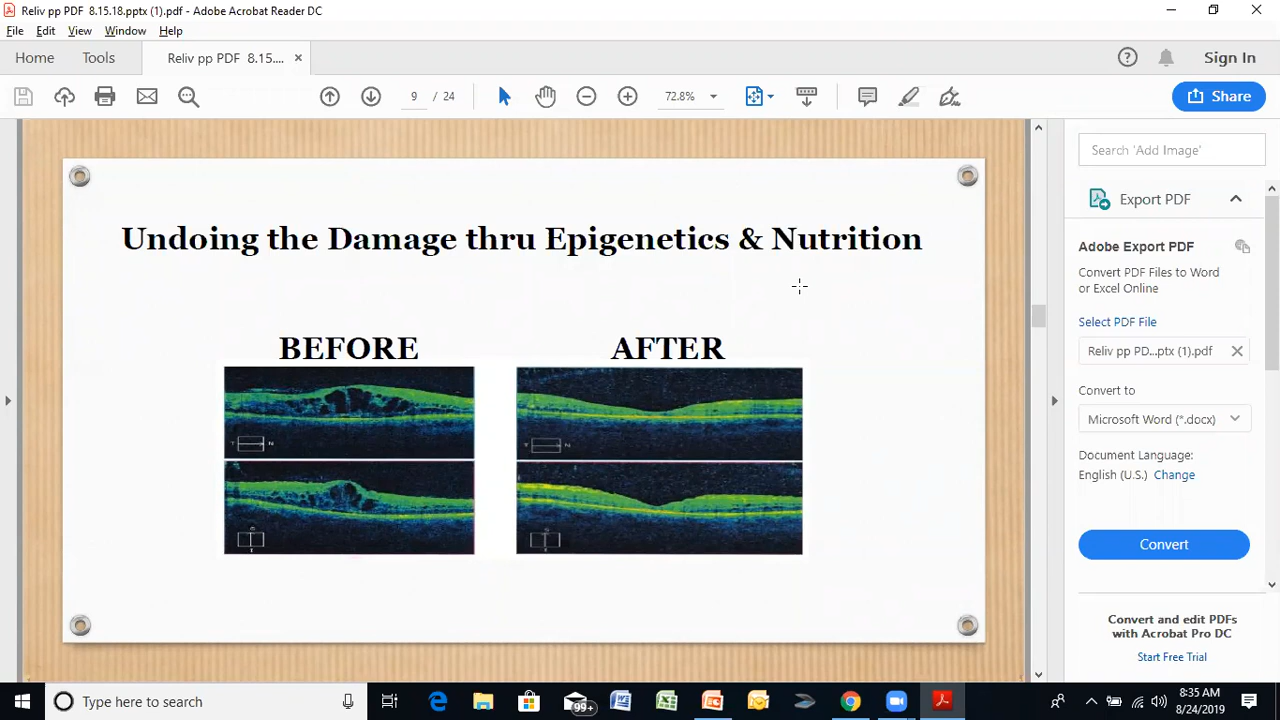 Reliv pp PDF  8.15.18.pptx (1).pdf - Adobe Acrobat Reader DC
File Edit View Window Help
Home Tools Reliv pp PDF 8.15.... × Sign In
9 / 24 72.8% Share
Search 'Add Image'
Export PDF
Adobe Export PDF
Convert PDF Files to Word
or Excel Online
Select PDF File
Reliv pp PD...ptx (1).pdf
Convert to
Microsoft Word (*.docx)
Document Language:
English (U.S.) Change
Convert
Convert and edit PDFs
with Acrobat Pro DC
Start Free Trial
Undoing the Damage thru Epigenetics & Nutrition
BEFORE AFTER
T N
Type here to search
99+
8:35 AM
8/24/2019